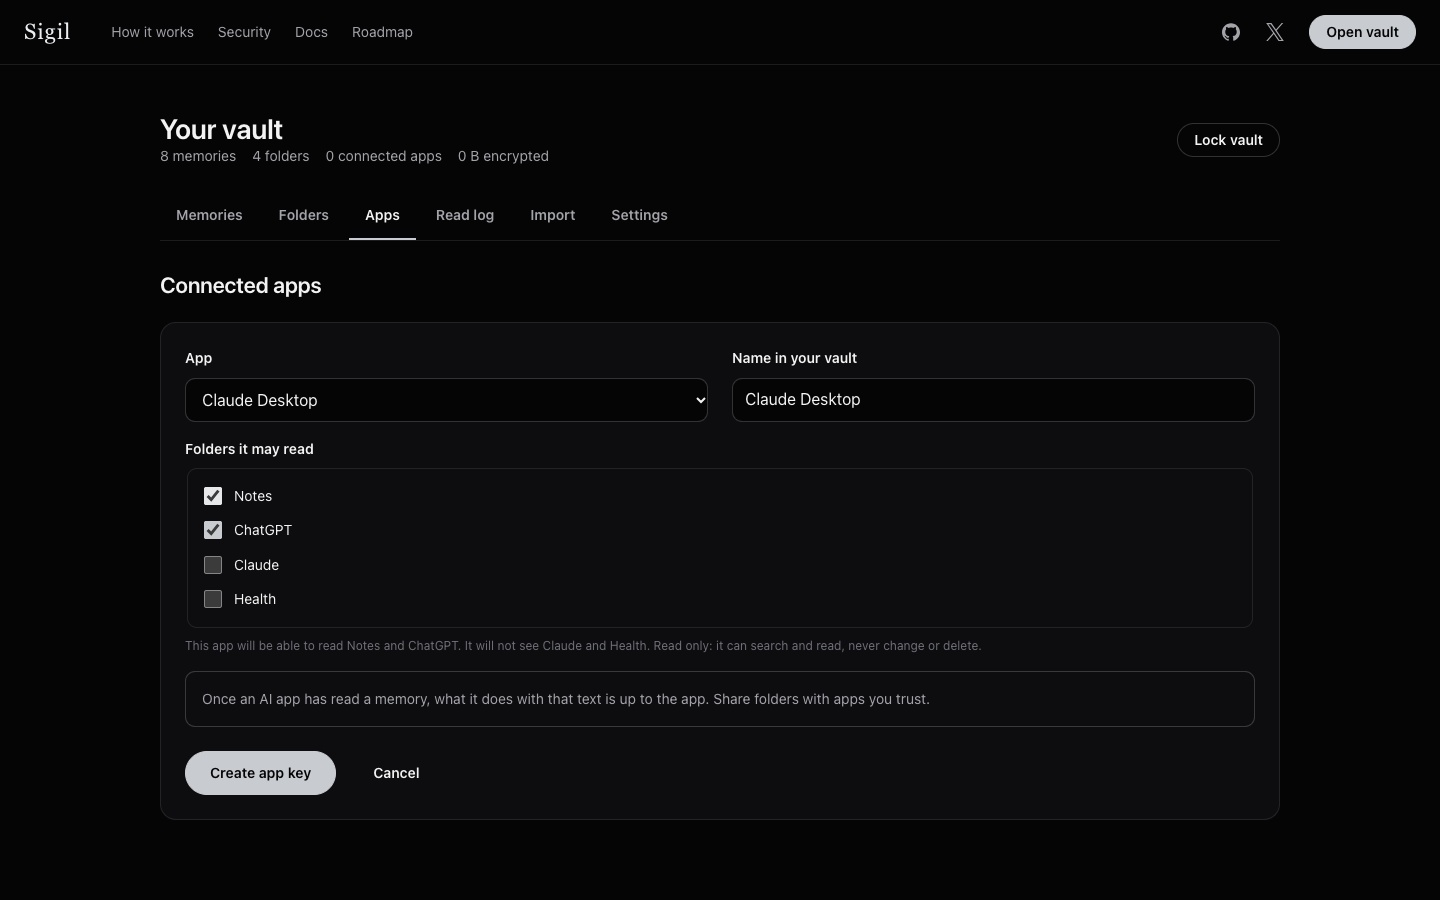 Sigil How it works Security Docs Roadmap Open vault
Your vault
Lock vault
8 memories 4 folders 0 connected apps 0 B encrypted
Memories Folders Apps Read log Import Settings
Connected apps
App
Name in your vault
Claude Desktop
Claude Desktop
Folders it may read
Notes
ChatGPT
Claude
Health
This app will be able to read Notes and ChatGPT. It will not see Claude and Health. Read only: it can search and read, never change or delete.
Once an AI app has read a memory, what it does with that text is up to the app. Share folders with apps you trust.
Create app key Cancel